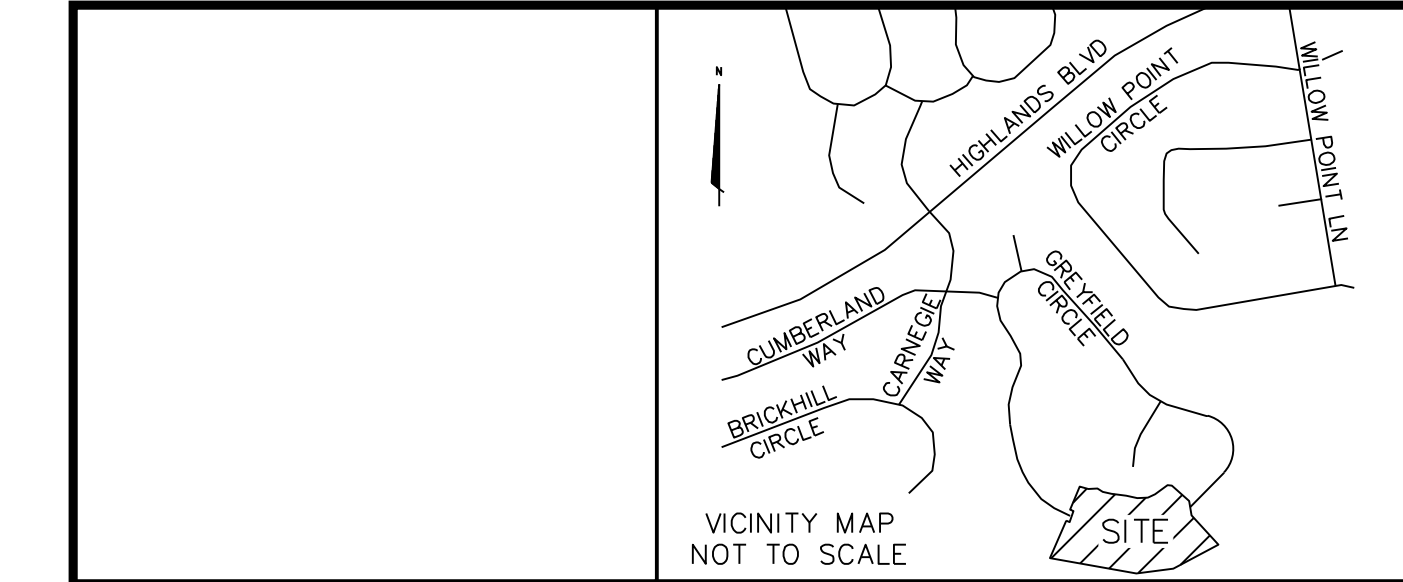 N
HIGHLANDS BLVD
WILLOW POINT
CIRCLE
WILLOW POINT LN
GREYFIELD
CIRCLE
CUMBERLAND
WAY
CARNEGIE
WAY
BRICKHILL
CIRCLE
SITE
VICINITY MAP
NOT TO SCALE